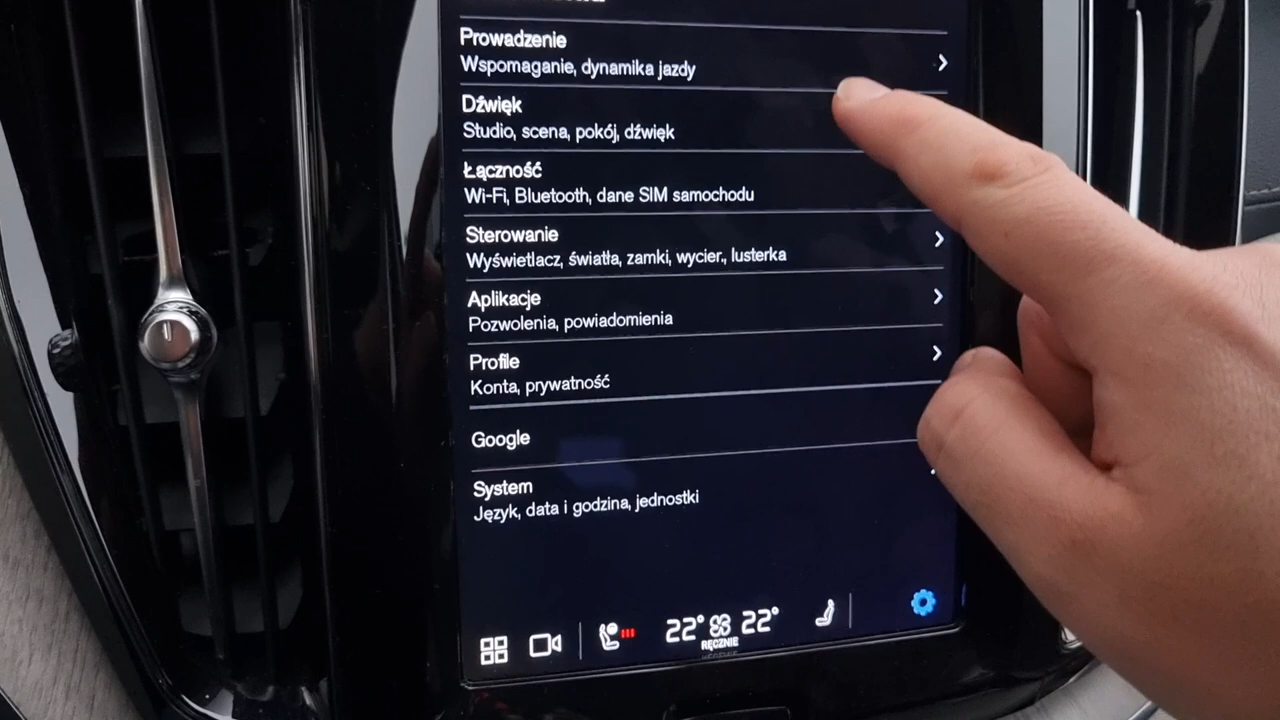 Prowadzenie
Wspomaganie, dynamika jazdy
Dźwięk
Studio, scena, pokój, dźwięk
Łączność
Wi-Fi, Bluetooth, dane SIM samochodu
Sterowanie
Wyświetlacz, światła, zamki, wycier., lusterka
Aplikacje
Pozwolenia, powiadomienia
Profile
Konta, prywatność
Google
System
Język, data i godzina, jednostki
22° 22°
RĘCZNIE